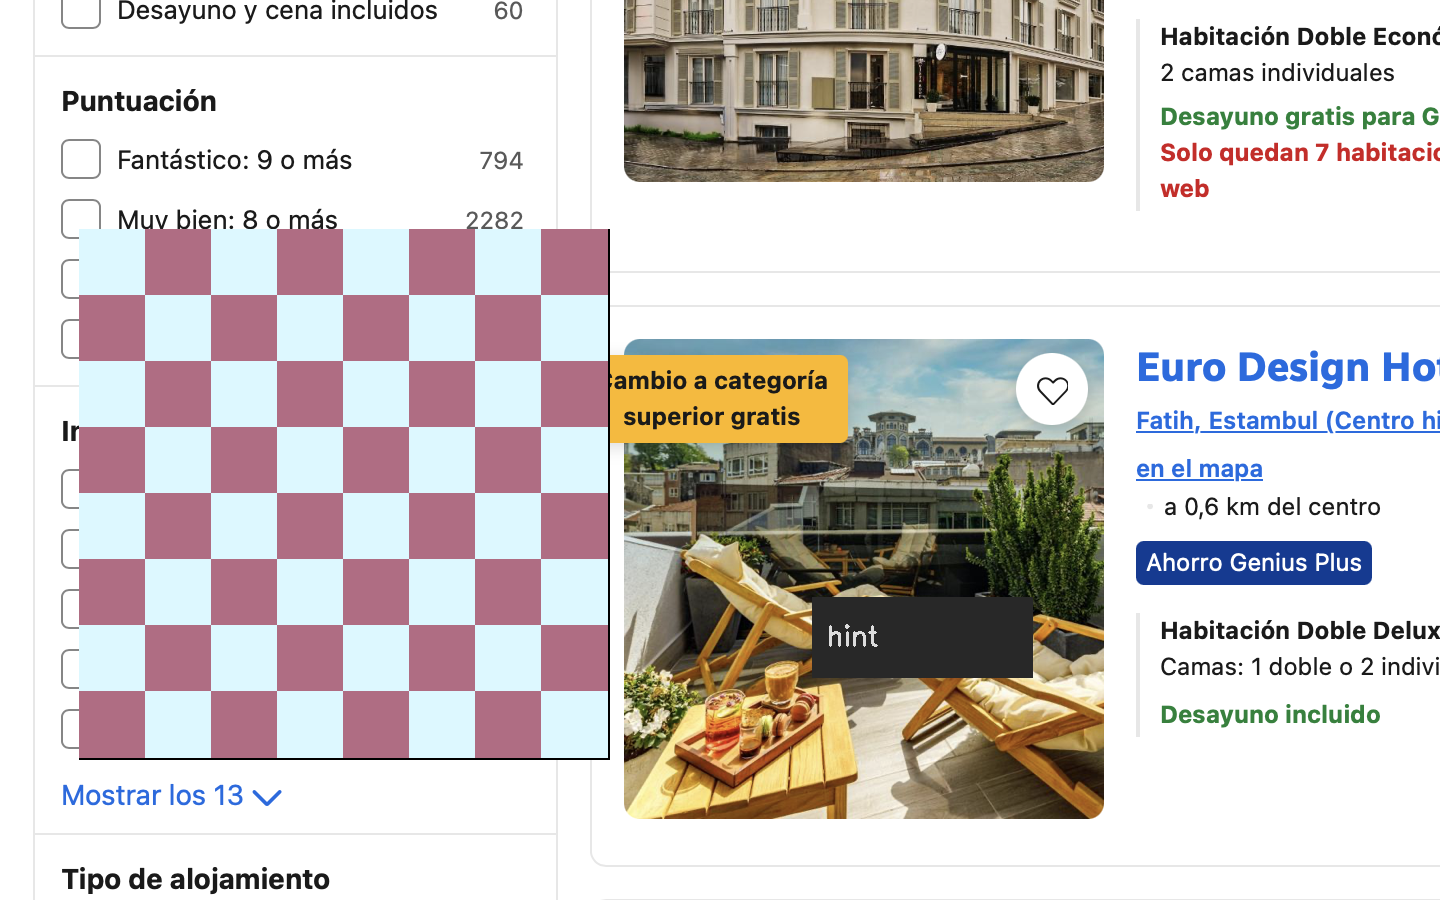 Desayuno y cena incluidos 60
Puntuación
Fantástico: 9 o más 794
Muy bien: 8 o más 2282
Mostrar los 13
Tipo de alojamiento
Habitación Doble Econó
2 camas individuales
Desayuno gratis para G
Solo quedan 7 habitacio
web
Cambio a categoría
superior gratis
hint
Euro Design Hot
Fatih, Estambul (Centro hi
en el mapa
a 0,6 km del centro
Ahorro Genius Plus
Habitación Doble Delux
Camas: 1 doble o 2 indivi
Desayuno incluido